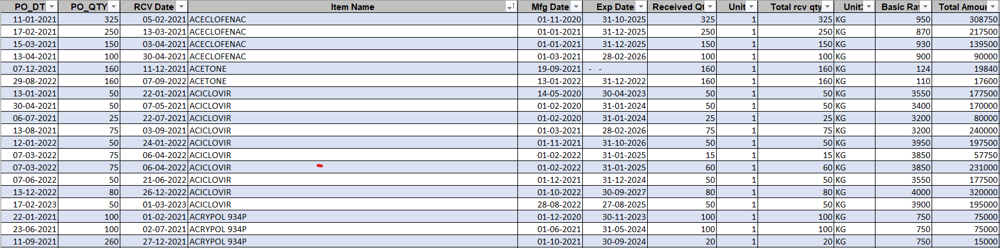 PO_DT PO_QTY RCV Date Item Name Mfg Date Exp Date Received Qt Unit Total rcv qty Unit2 Basic Rat Total Amour
11-01-2021 325 05-02-2021 ACECLOFENAC 01-11-2020 31-10-2025 325 1 325 KG 950 308750
17-02-2021 250 13-03-2021 ACECLOFENAC 01-01-2021 31-12-2025 250 1 250 KG 870 217500
15-03-2021 150 03-04-2021 ACECLOFENAC 01-01-2021 31-12-2025 150 1 150 KG 930 139500
13-04-2021 100 30-04-2021 ACECLOFENAC 01-03-2021 28-02-2026 100 1 100 KG 900 90000
07-12-2021 160 11-12-2021 ACETONE 19-09-2021 - - 160 1 160 KG 124 19840
29-08-2022 160 07-09-2022 ACETONE 13-01-2022 31-12-2022 160 1 160 KG 110 17600
13-01-2021 50 22-01-2021 ACICLOVIR 14-05-2020 30-04-2023 50 1 50 KG 3550 177500
30-04-2021 50 07-05-2021 ACICLOVIR 01-02-2020 31-01-2024 50 1 50 KG 3400 170000
06-07-2021 25 22-07-2021 ACICLOVIR 01-02-2020 31-01-2024 25 1 25 KG 3200 80000
13-08-2021 75 03-09-2021 ACICLOVIR 01-03-2021 28-02-2026 75 1 75 KG 3200 240000
12-01-2022 50 24-01-2022 ACICLOVIR 01-11-2021 31-10-2026 50 1 50 KG 3950 197500
07-03-2022 75 06-04-2022 ACICLOVIR 01-02-2022 31-01-2025 15 1 15 KG 3850 57750
07-03-2022 75 06-04-2022 ACICLOVIR 01-02-2022 31-01-2025 60 1 60 KG 3850 231000
07-06-2022 50 21-06-2022 ACICLOVIR 01-12-2021 31-12-2024 50 1 50 KG 3550 177500
13-12-2022 80 26-12-2022 ACICLOVIR 01-10-2022 30-09-2027 80 1 80 KG 4000 320000
17-02-2023 50 01-03-2023 ACICLOVIR 28-08-2022 27-08-2025 50 1 50 KG 3900 195000
22-01-2021 100 01-02-2021 ACRYPOL 934P 01-12-2020 30-11-2023 100 1 100 KG 750 75000
23-06-2021 100 02-07-2021 ACRYPOL 934P 01-06-2021 31-05-2024 100 1 100 KG 750 75000
11-09-2021 260 27-12-2021 ACRYPOL 934P 01-10-2021 30-09-2024 20 1 20 KG 750 15000